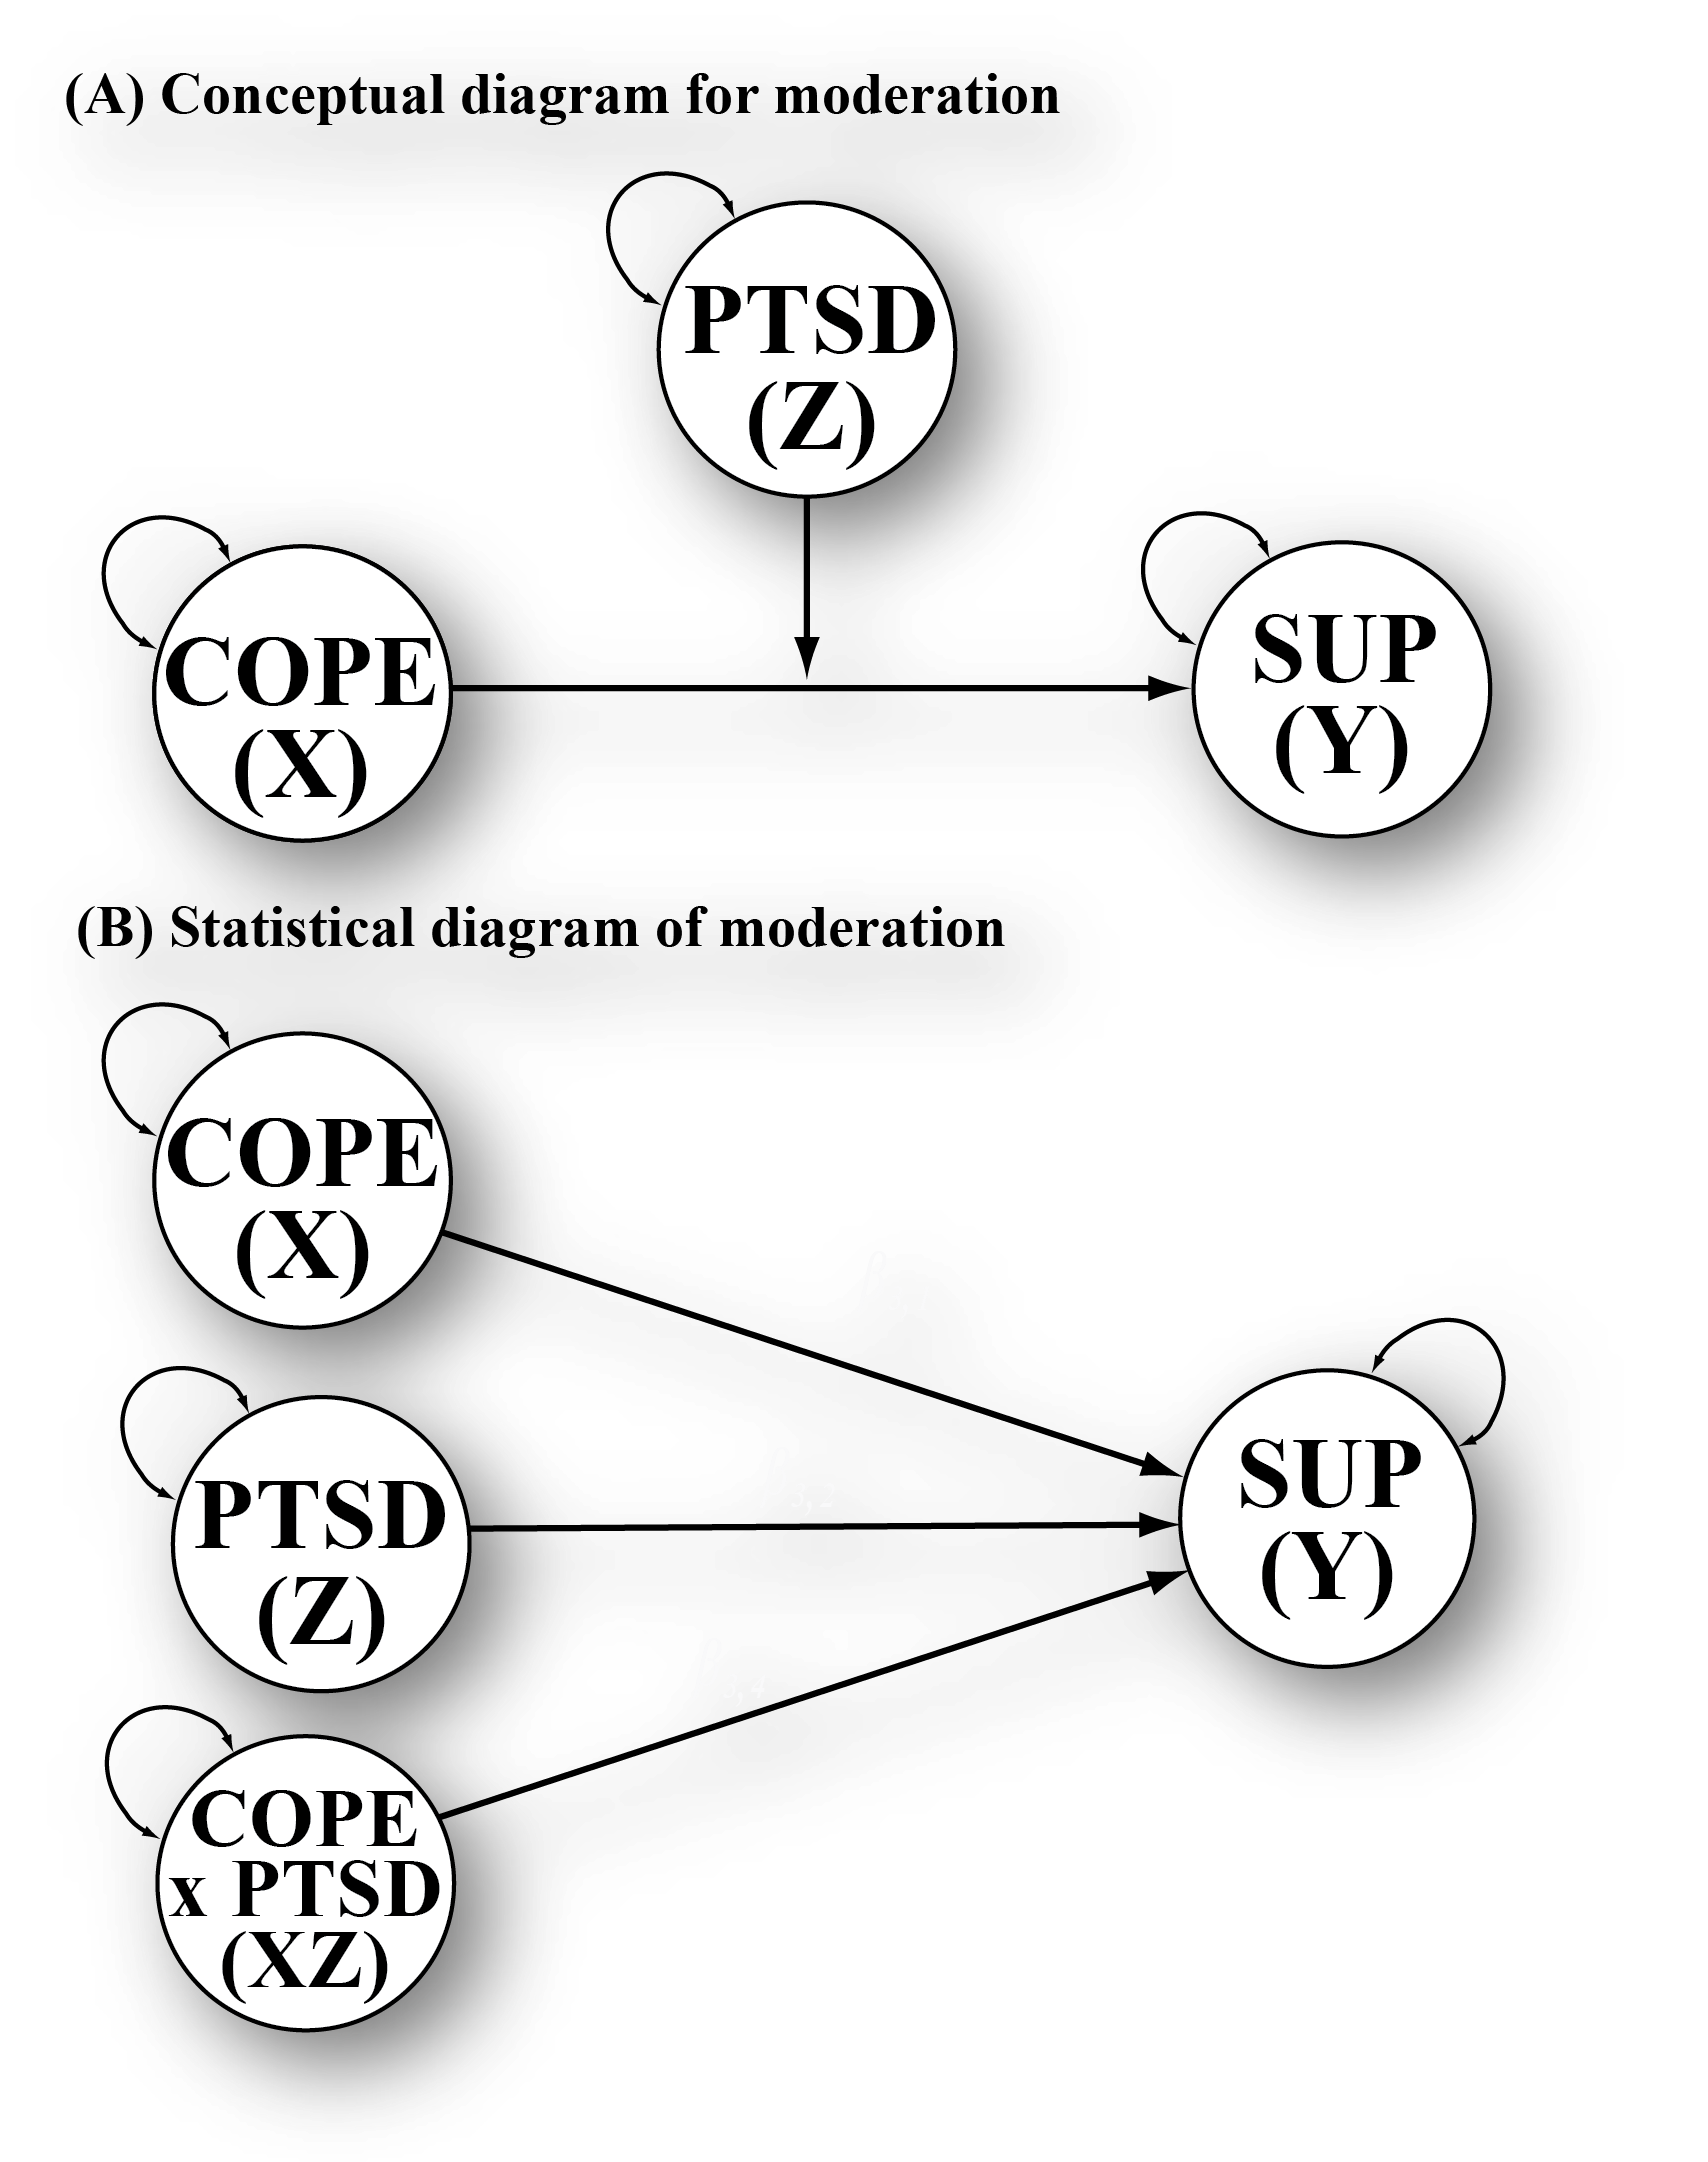 (A) Conceptual diagram for moderation
PTSD
(Z)
COPE
(X)
SUP
(Y)
(B) Statistical diagram of moderation
COPE
(X)
PTSD
(Z)
SUP
(Y)
COPE
x PTSD
(XZ)